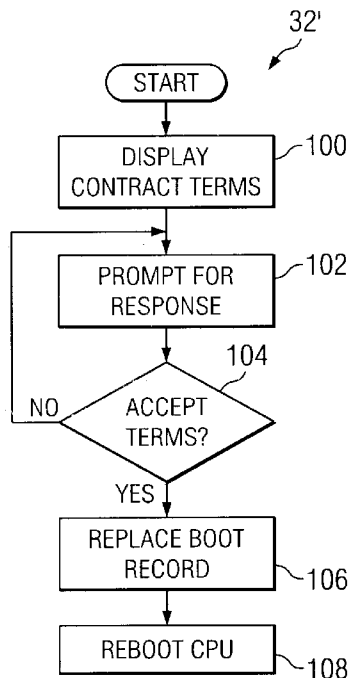 32'
START
DISPLAY
CONTRACT TERMS
100
PROMPT FOR
RESPONSE
102
104
ACCEPT
TERMS?
NO
YES
REPLACE BOOT
RECORD
106
REBOOT CPU
108